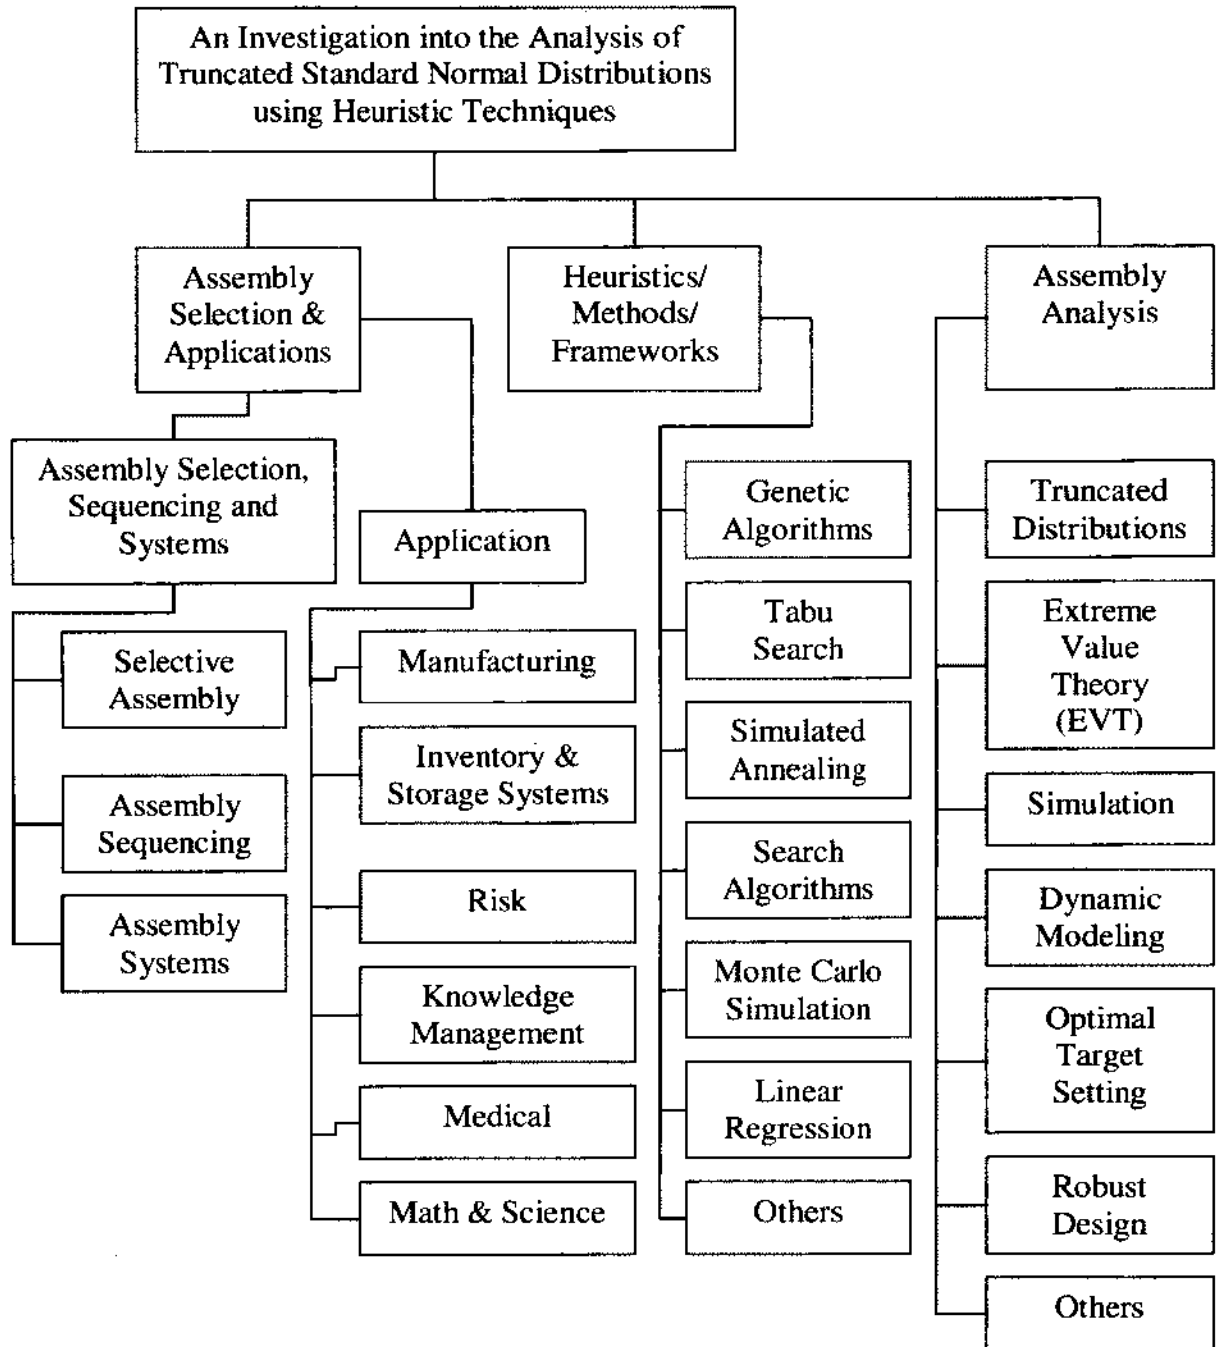 An Investigation into the Analysis of
Truncated Standard Normal Distributions
using Heuristic Techniques
Assembly
Selection &
Applications
Heuristics/
Methods/
Frameworks
Assembly
Analysis
Assembly Selection,
Sequencing and
Systems
Selective
Assembly
Assembly
Sequencing
Assembly
Systems
Application
Manufacturing
Inventory &
Storage Systems
Risk
Knowledge
Management
Medical
Math & Science
Genetic
Algorithms
Tabu
Search
Simulated
Annealing
Search
Algorithms
Monte Carlo
Simulation
Linear
Regression
Others
Truncated
Distributions
Extreme
Value
Theory
(EVT)
Simulation
Dynamic
Modeling
Optimal
Target
Setting
Robust
Design
Others